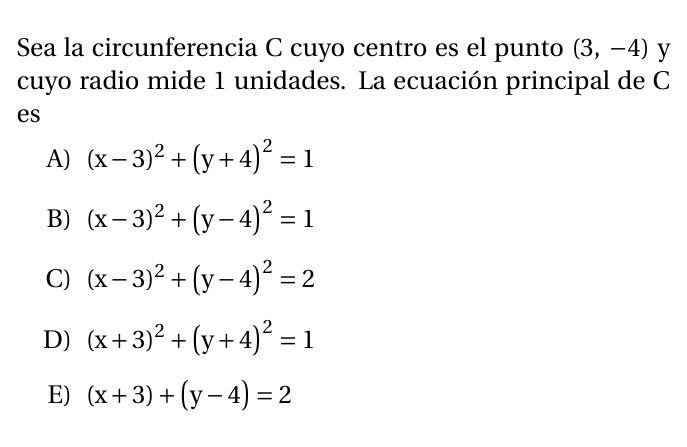 Sea la circunferencia C cuyo centro es el punto (3, −4) y
cuyo radio mide 1 unidades. La ecuación principal de C
es
A) (x − 3)² + (y + 4)² = 1
B) (x − 3)² + (y − 4)² = 1
C) (x − 3)² + (y − 4)² = 2
D) (x + 3)² + (y + 4)² = 1
E) (x + 3) + (y − 4) = 2